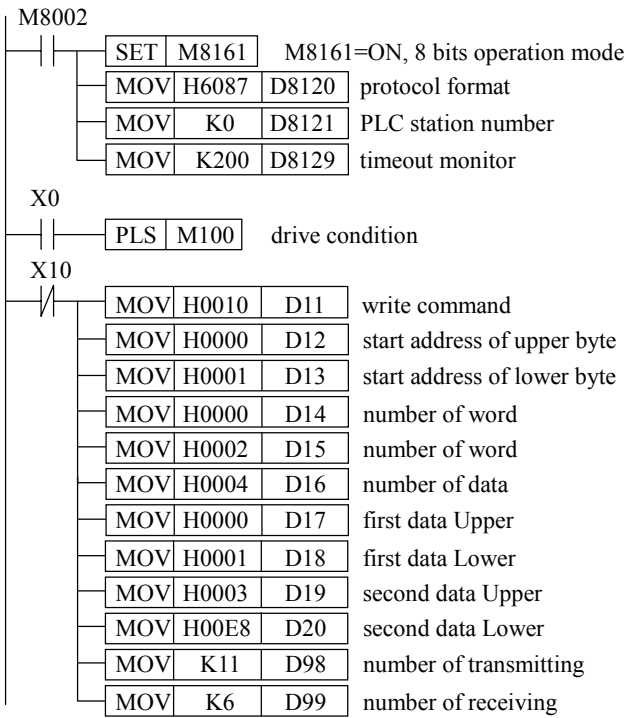 M8002
SET M8161 M8161=ON, 8 bits operation mode
MOV H6087 D8120 protocol format
MOV K0 D8121 PLC station number
MOV K200 D8129 timeout monitor
X0
PLS M100 drive condition
X10
MOV H0010 D11 write command
MOV H0000 D12 start address of upper byte
MOV H0001 D13 start address of lower byte
MOV H0000 D14 number of word
MOV H0002 D15 number of word
MOV H0004 D16 number of data
MOV H0000 D17 first data Upper
MOV H0001 D18 first data Lower
MOV H0003 D19 second data Upper
MOV H00E8 D20 second data Lower
MOV K11 D98 number of transmitting
MOV K6 D99 number of receiving